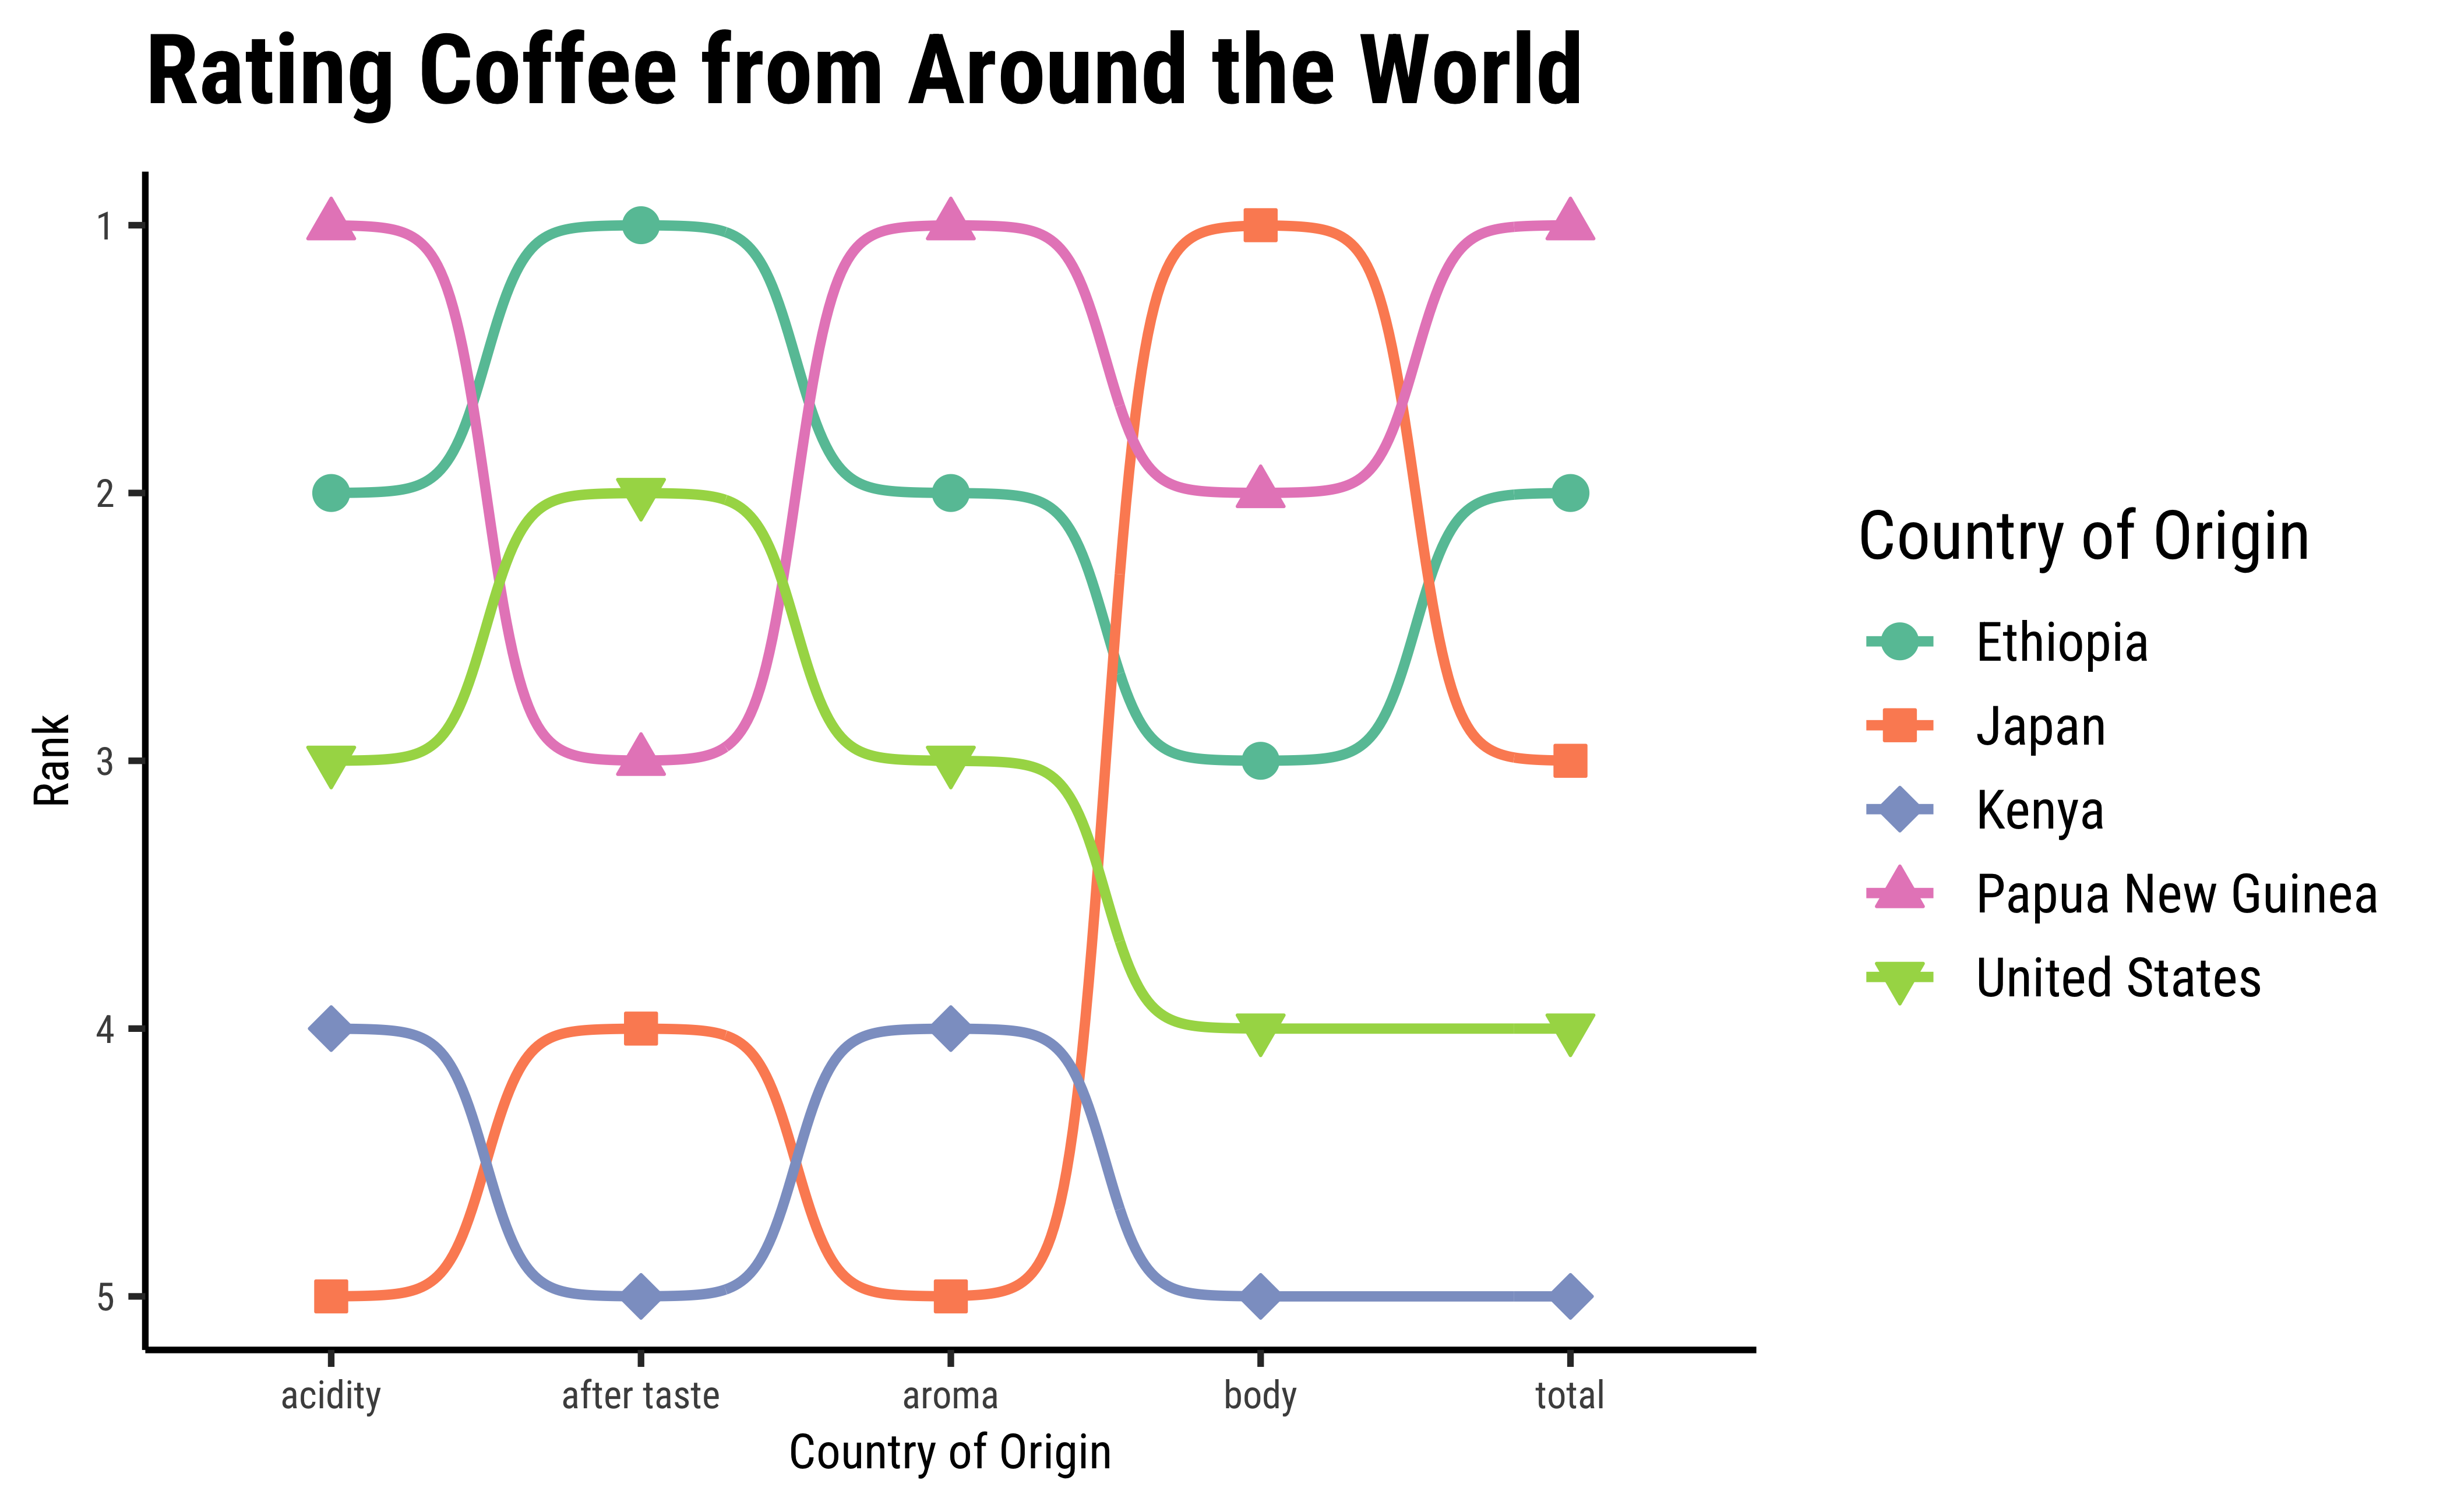 Rating Coffee from Around the World
1
2
3
4
5
Rank
acidity
after taste
aroma
body
total
Country of Origin
Country of Origin
Ethiopia
Japan
Kenya
Papua New Guinea
United States